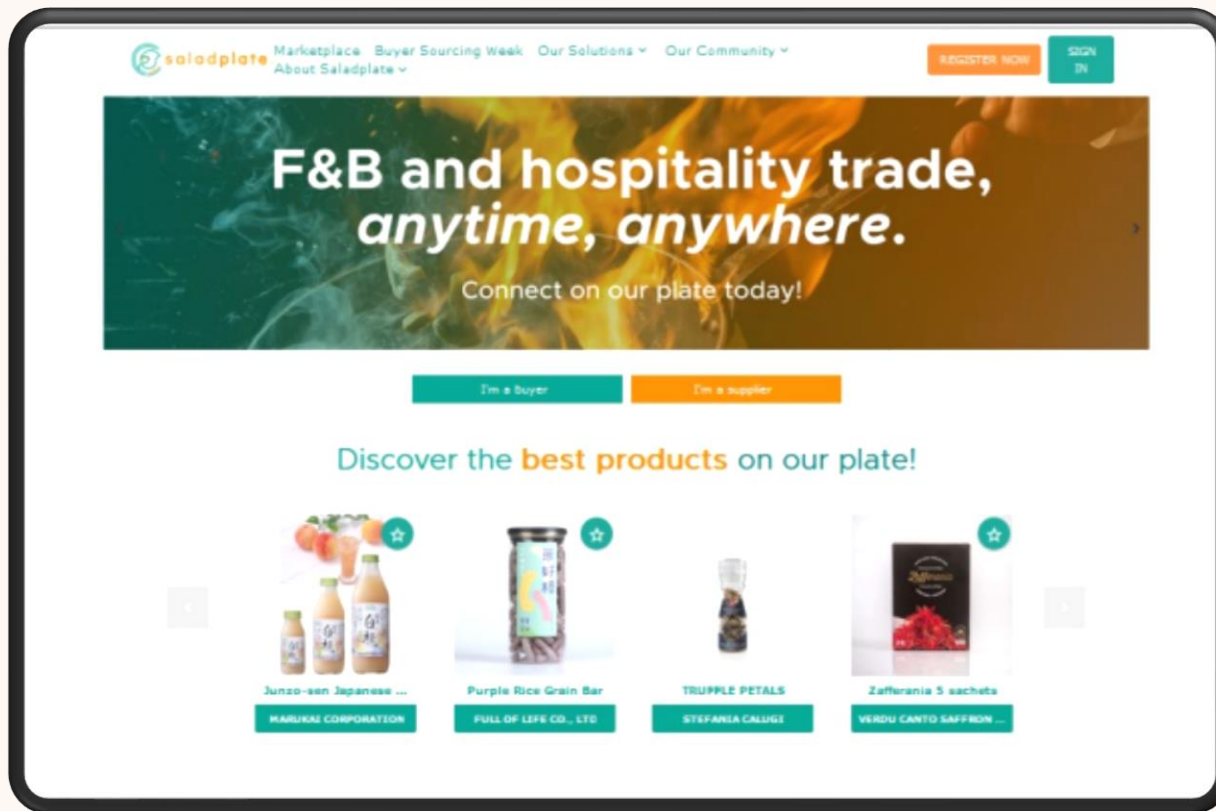 saladplate
Marketplace Buyer Sourcing Week Our Solutions Our Community
About Saladplate
REGISTER NOW
SIGN
IN
F&B and hospitality trade,
anytime, anywhere.
Connect on our plate today!
I'm a buyer
I'm a supplier
Discover the best products on our plate!
白桃
Junzo-sen Japanese ...
Purple Rice Grain Bar
TRUPPLE PETALS
Zafferania 5 sachets
MARUKAI CORPORATION
FULL OF LIFE CO., LTD
STEFANIA CALUGI
VERDU CANTO SAFFRON ...